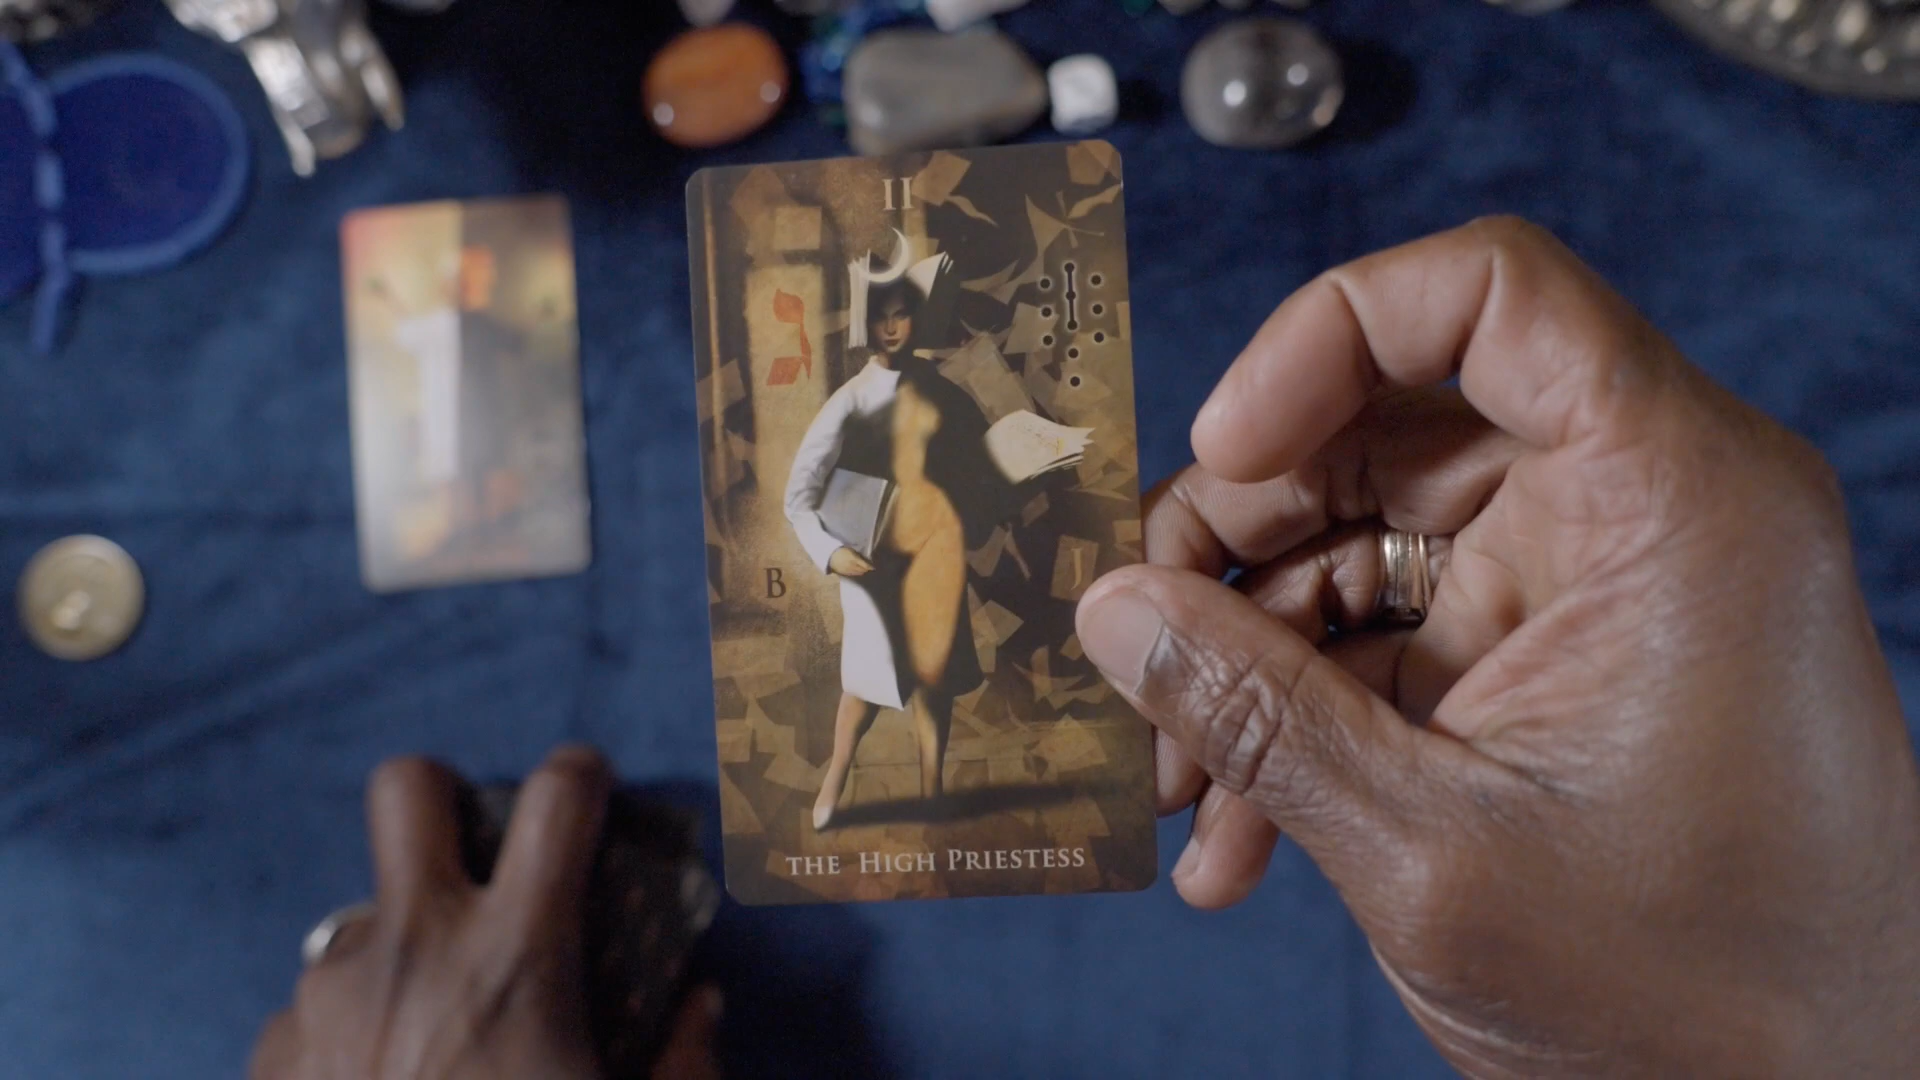 II
ג
B J
THE HIGH PRIESTESS